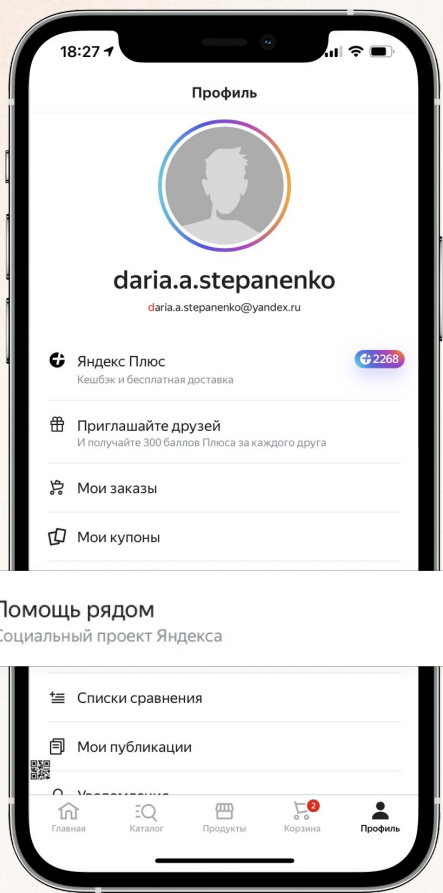 18:27
Профиль
daria.a.stepanenko
daria.a.stepanenko@yandex.ru
Яндекс Плюс
2268
Кешбэк и бесплатная доставка
Приглашайте друзей
И получайте 300 баллов Плюса за каждого друга
Мои заказы
Мои купоны
Помощь рядом
Социальный проект Яндекса
Списки сравнения
Мои публикации
2
Главная
Каталог
Продукты
Корзина
Профиль